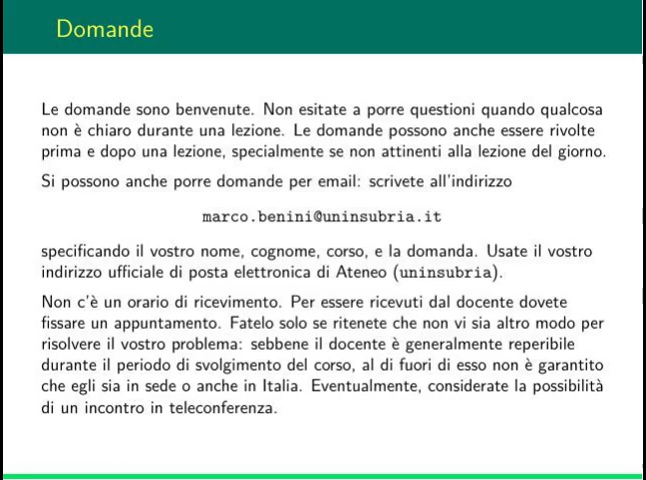 Domande
Le domande sono benvenute. Non esitate a porre questioni quando qualcosa
non è chiaro durante una lezione. Le domande possono anche essere rivolte
prima e dopo una lezione, specialmente se non attinenti alla lezione del giorno.
Si possono anche porre domande per email: scrivete all'indirizzo
marco.benini@uninsubria.it
specificando il vostro nome, cognome, corso, e la domanda. Usate il vostro
indirizzo ufficiale di posta elettronica di Ateneo (uninsubria).
Non c'è un orario di ricevimento. Per essere ricevuti dal docente dovete
fissare un appuntamento. Fatelo solo se ritenete che non vi sia altro modo per
risolvere il vostro problema: sebbene il docente è generalmente reperibile
durante il periodo di svolgimento del corso, al di fuori di esso non è garantito
che egli sia in sede o anche in Italia. Eventualmente, considerate la possibilità
di un incontro in teleconferenza.